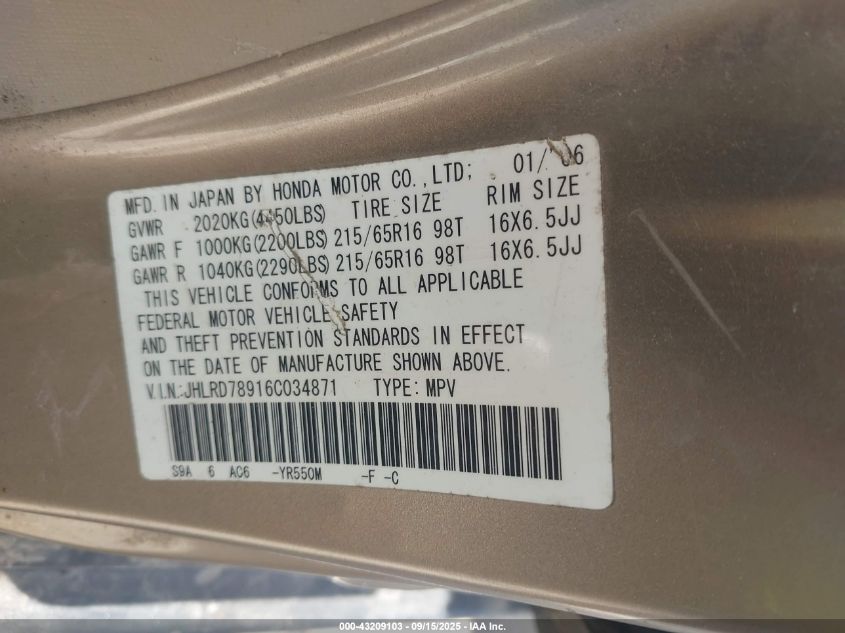 MFD. IN JAPAN BY HONDA MOTOR CO.,LTD; 01/'06
GVWR 2020KG(4450LBS) TIRE SIZE RIM SIZE
GAWR F 1000KG(2200LBS) 215/65R16 98T 16X6.5JJ
GAWR R 1040KG(2290LBS) 215/65R16 98T 16X6.5JJ
THIS VEHICLE CONFORMS TO ALL APPLICABLE
FEDERAL MOTOR VEHICLE SAFETY
AND THEFT PREVENTION STANDARDS IN EFFECT
ON THE DATE OF MANUFACTURE SHOWN ABOVE.
V.I.N.:JHLRD78916C034871 TYPE: MPV
S9A 6 AC6 -YR550M -F -C
000-43209103 - 09/15/2025 - IAA Inc.